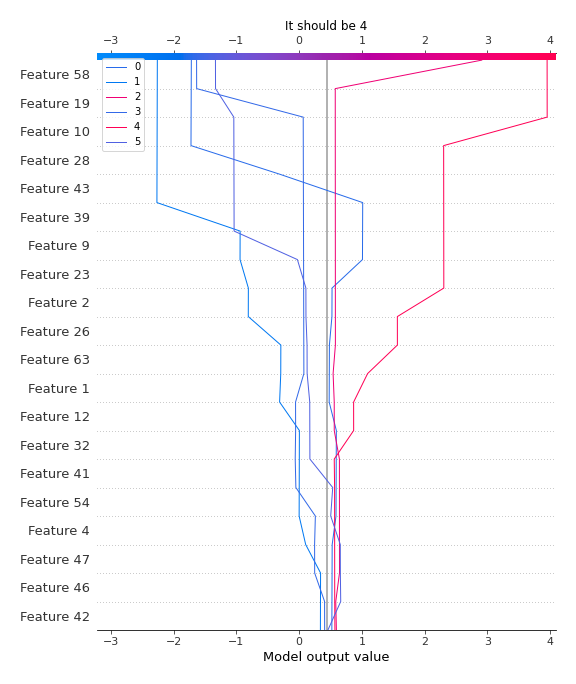 It should be 4
−3 −2 −1 0 1 2 3 4
0
1
2
3
4
5
Feature 58
Feature 19
Feature 10
Feature 28
Feature 43
Feature 39
Feature 9
Feature 23
Feature 2
Feature 26
Feature 63
Feature 1
Feature 12
Feature 32
Feature 41
Feature 54
Feature 4
Feature 47
Feature 46
Feature 42
−3 −2 −1 0 1 2 3 4
Model output value